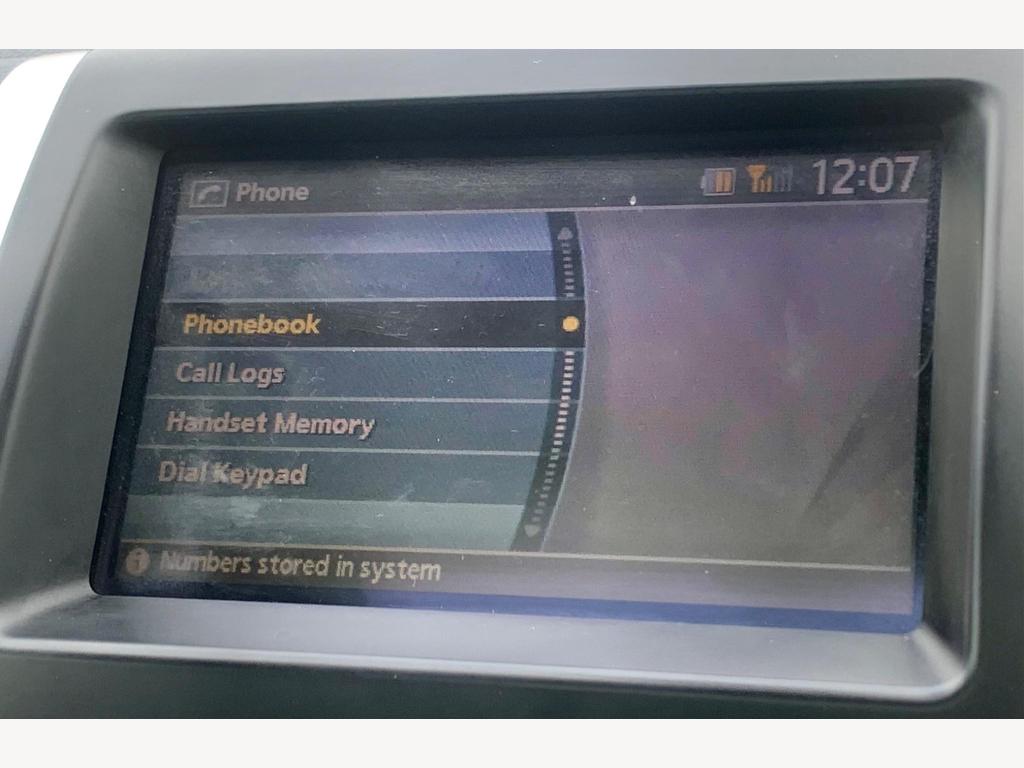 Phone 12:07
Phonebook
Call Logs
Handset Memory
Dial Keypad
Numbers stored in system